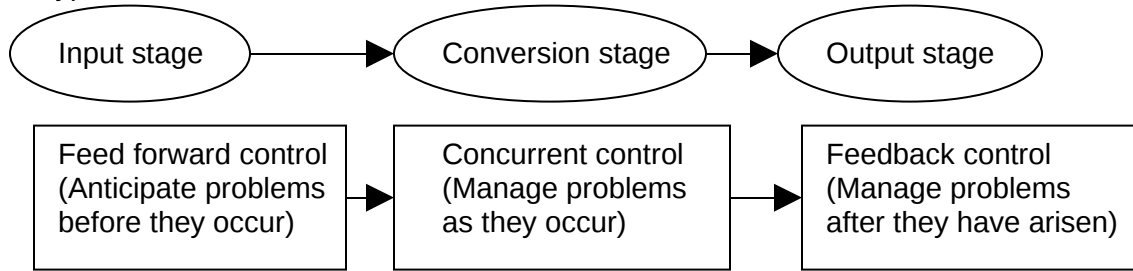 Input stage
Conversion stage
Output stage
Feed forward control
(Anticipate problems
before they occur)
Concurrent control
(Manage problems
as they occur)
Feedback control
(Manage problems
after they have arisen)